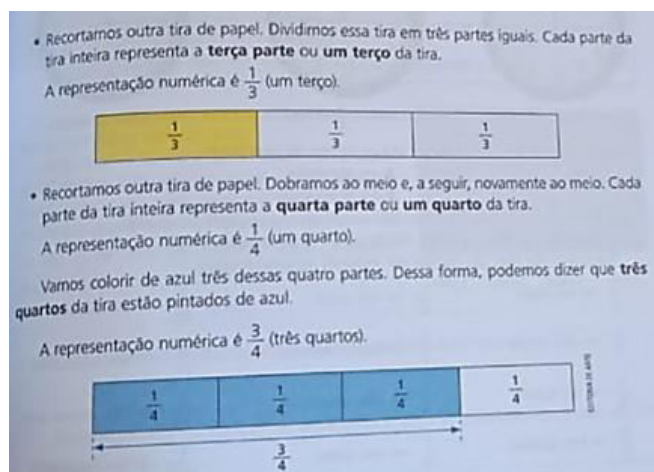 • Recortamos outra tira de papel. Dividimos essa tira em três partes iguais. Cada parte da
tira inteira representa a terça parte ou um terço da tira.
A representação numérica é 1/3 (um terço).
1/3 1/3 1/3
• Recortamos outra tira de papel. Dobramos ao meio e, a seguir, novamente ao meio. Cada
parte da tira inteira representa a quarta parte ou um quarto da tira.
A representação numérica é 1/4 (um quarto).
Vamos colorir de azul três dessas quatro partes. Dessa forma, podemos dizer que três
quartos da tira estão pintados de azul.
A representação numérica é 3/4 (três quartos).
1/4 1/4 1/4 1/4
EDITORIA DE ARTE
3/4